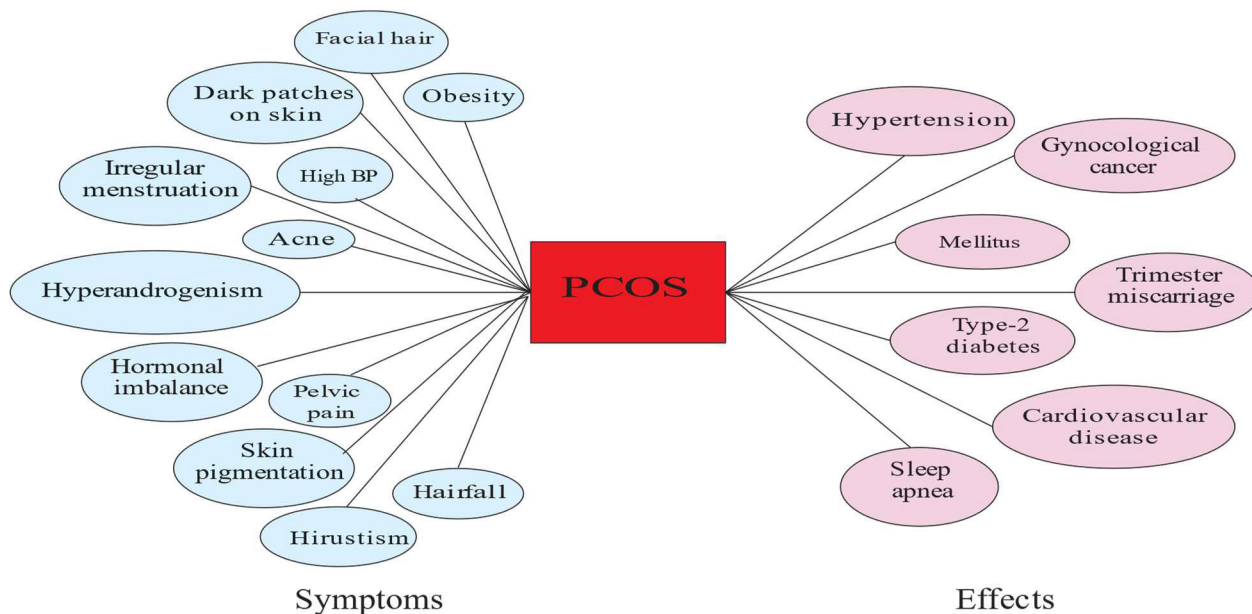 Facial hair
Dark patches
on skin
Obesity
Irregular
menstruation
High BP
Acne
Hyperandrogenism
Hormonal
imbalance
Pelvic
pain
Skin
pigmentation
Hairfall
Hirustism
Symptoms
PCOS
Hypertension
Gynocological
cancer
Mellitus
Trimester
miscarriage
Type-2
diabetes
Cardiovascular
disease
Sleep
apnea
Effects